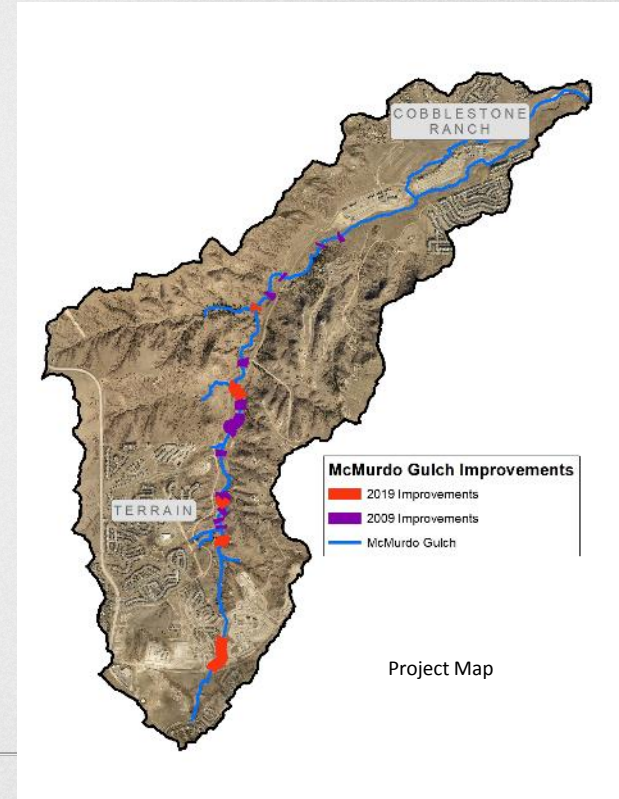 COBBLESTONE
RANCH
McMurdo Gulch Improvements
2019 Improvements
2009 Improvements
McMurdo Gulch
TERRAIN
Project Map